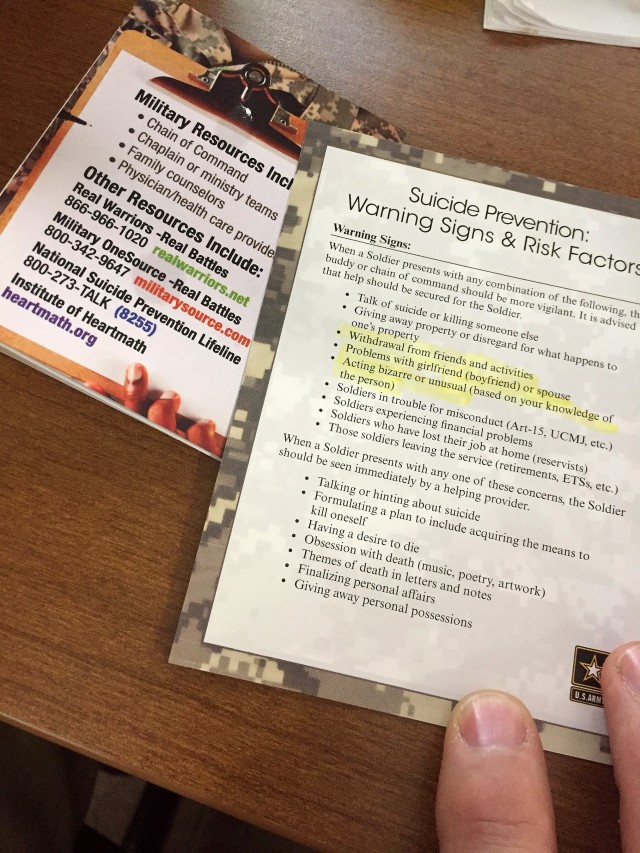 Military Resources Incl
• Chain of Command
• Chaplain or ministry teams
• Family counselors
• Physician/health care provide
Other Resources Include:
Real Warriors -Real Battles
866-966-1020 realwarriors.net
Military OneSource -Real Battles
800-342-9647 militarysource.com
National Suicide Prevention Lifeline
800-273-TALK (8255)
Institute of Heartmath
heartmath.org
Suicide Prevention:
Warning Signs & Risk Factors
Warning Signs:
When a Soldier presents with any combination of the following, th
buddy or chain of command should be more vigilant. It is advised
that help should be secured for the Soldier.
• Talk of suicide or killing someone else
• Giving away property or disregard for what happens to
one's property
• Withdrawal from friends and activities
• Problems with girlfriend (boyfriend) or spouse
• Acting bizarre or unusual (based on your knowledge of
the person)
• Soldiers in trouble for misconduct (Art-15, UCMJ, etc.)
• Soldiers experiencing financial problems
• Soldiers who have lost their job at home (reservists)
• Those soldiers leaving the service (retirements, ETSs, etc.)
When a Soldier presents with any one of these concerns, the Soldier
should be seen immediately by a helping provider.
• Talking or hinting about suicide
• Formulating a plan to include acquiring the means to
kill oneself
• Having a desire to die
• Obsession with death (music, poetry, artwork)
• Themes of death in letters and notes
• Finalizing personal affairs
• Giving away personal possessions
U.S.ARM